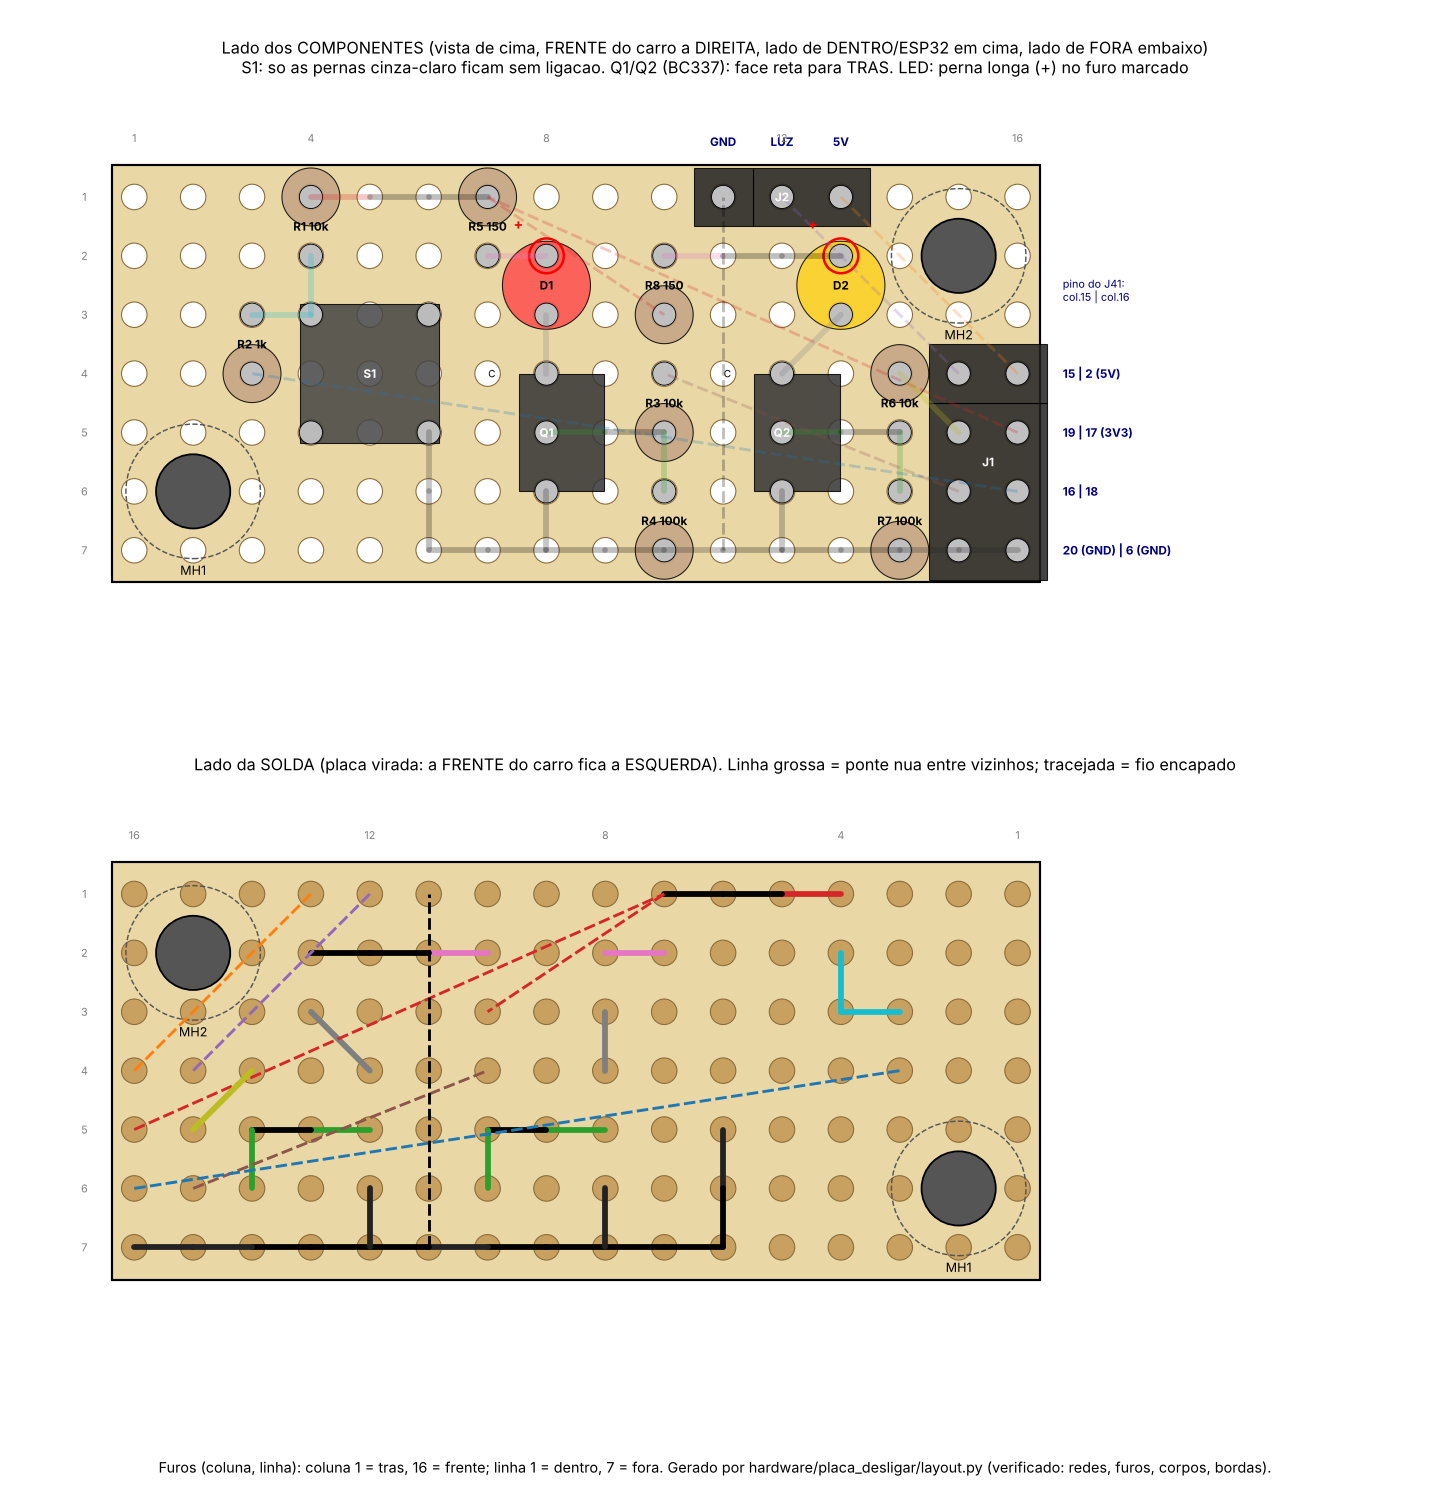 Lado dos COMPONENTES (vista de cima, FRENTE do carro a DIREITA, lado de DENTRO/ESP32 em cima, lado de FORA embaixo)
S1: so as pernas cinza-claro ficam sem ligacao. Q1/Q2 (BC337): face reta para TRAS. LED: perna longa (+) no furo marcado
1 4 8 12 16
GND LUZ 5V
1
J2
R1 10k R5 150 + +
2
D1 R8 150 D2
pino do J41:
col.15 | col.16
3
MH2
R2 1k
4 S1 C C 15 | 2 (5V)
R3 10k R6 10k
5 Q1 Q2 19 | 17 (3V3)
J1
6 16 | 18
R4 100k R7 100k
7 20 (GND) | 6 (GND)
MH1
Lado da SOLDA (placa virada: a FRENTE do carro fica a ESQUERDA). Linha grossa = ponte nua entre vizinhos; tracejada = fio encapado
16 12 8 4 1
1
2
3
MH2
4
5
6
7
MH1
Furos (coluna, linha): coluna 1 = tras, 16 = frente; linha 1 = dentro, 7 = fora. Gerado por hardware/placa_desligar/layout.py (verificado: redes, furos, corpos, bordas).